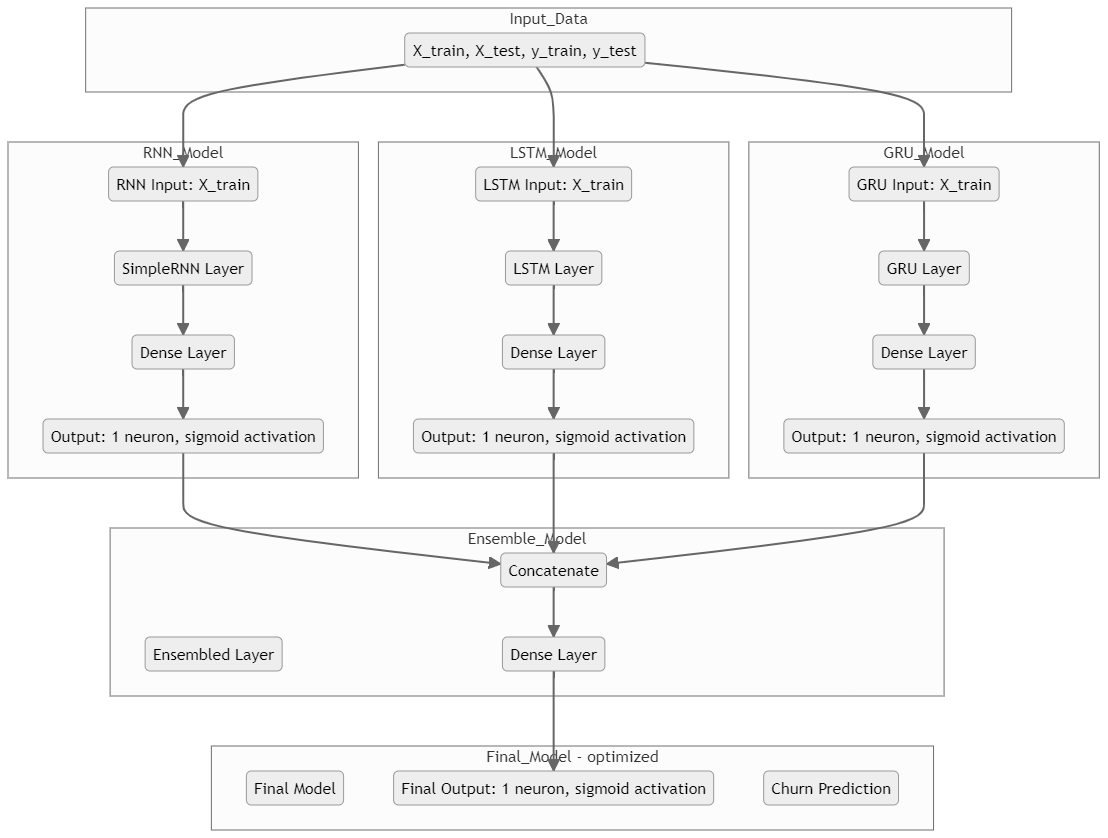 Input_Data
X_train, X_test, y_train, y_test
RNN_Model
LSTM_Model
GRU_Model
RNN Input: X_train
LSTM Input: X_train
GRU Input: X_train
SimpleRNN Layer
LSTM Layer
GRU Layer
Dense Layer
Dense Layer
Dense Layer
Output: 1 neuron, sigmoid activation
Output: 1 neuron, sigmoid activation
Output: 1 neuron, sigmoid activation
Ensemble_Model
Concatenate
Ensembled Layer
Dense Layer
Final_Model - optimized
Final Model
Final Output: 1 neuron, sigmoid activation
Churn Prediction